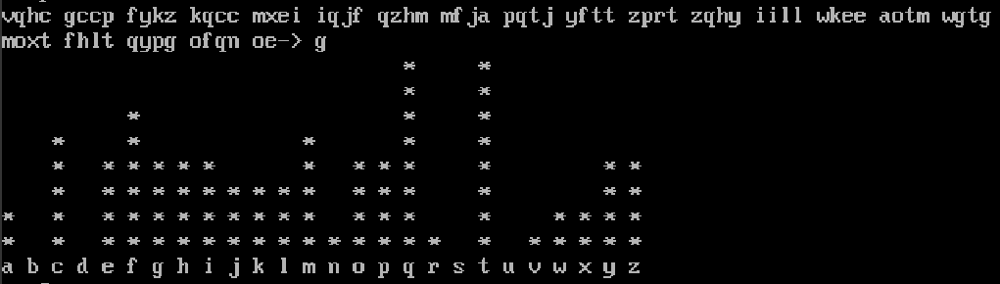 vqhc gccp fykz kqcc mxei iqjf qzhm mfja pqtj yftt zprt zqhy iill wkee aotm wgtg
moxt fhlt qypg ofqn oe-> g
                                *     *
                                *     *
          *                     *     *
    *     *             *       *     *
    *   * * * * *       *   * * *     *         * *
    *   * * * * * * * * *   * * *     *         * *
*   *   * * * * * * * * *   * * *     *     * * * *
*   *   * * * * * * * * * * * * * *   *   * * * * *
a b c d e f g h i j k l m n o p q r s t u v w x y z